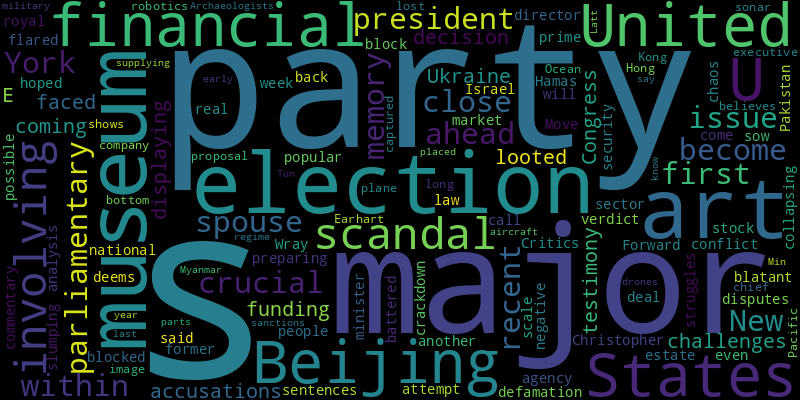 military robotics Archaeologists lost director sonar
royal financial president Latt United
flared supplying block decision prime Kong executive
York museum party memory Ukraine Ocean Hong say chaos
hoped week back Israel Hamas will Congress security U Pakistan
E faced shows early real captured close market Move believes
coming displaying company proposal popular ahead issue
possible involving parliamentary placed looted know come sow become
bottom Tun plane long law election first
analysis spouse Earhart call sector art collapsing
national regime scandal aircraft verdict stock
commentary deems Wray S major Critics Forward conflict
Myanmar preparing recent testimony struggles Min
slumping crucial minister battered crackdown scale negative drones blatant
year funding deal chief
last parts people another New disputes Pacific
said sanctions Christopher challenges
blocked former Beijing estate even
image agency States
within accusations sentences attempt defamation